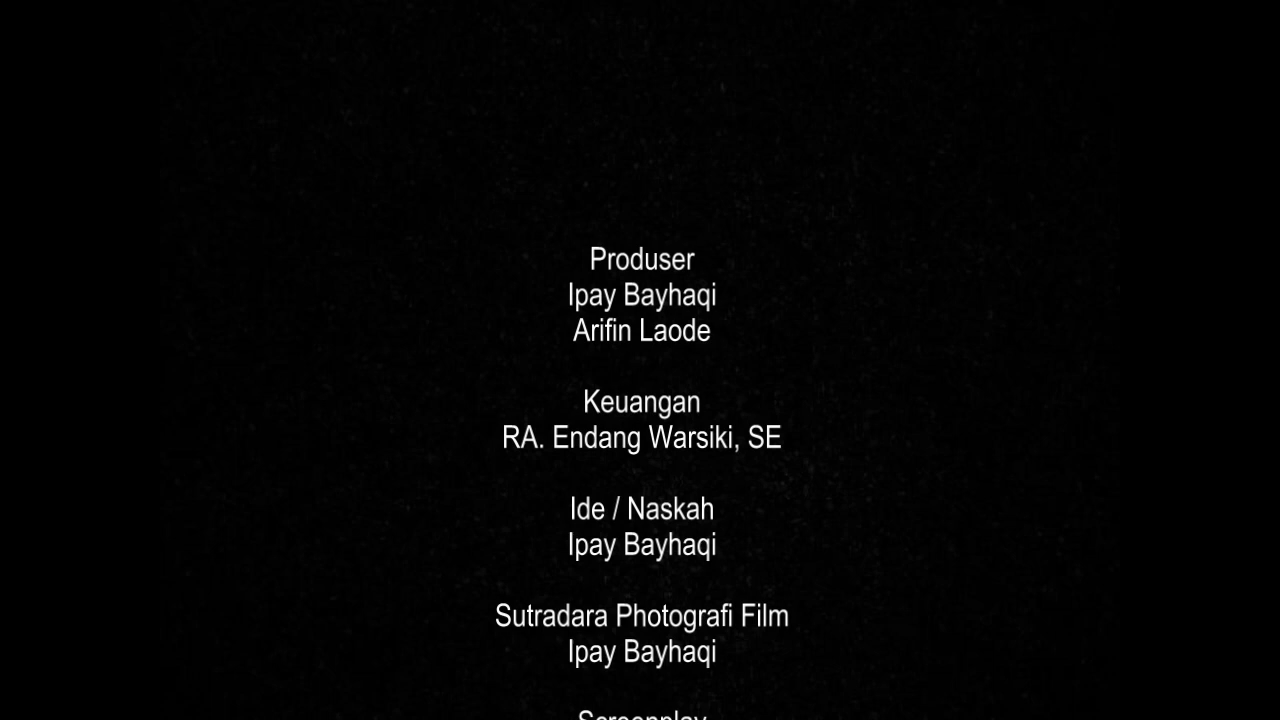 Produser
Ipay Bayhaqi
Arifin Laode
Keuangan
RA. Endang Warsiki, SE
Ide / Naskah
Ipay Bayhaqi
Sutradara Photografi Film
Ipay Bayhaqi
Screenplay